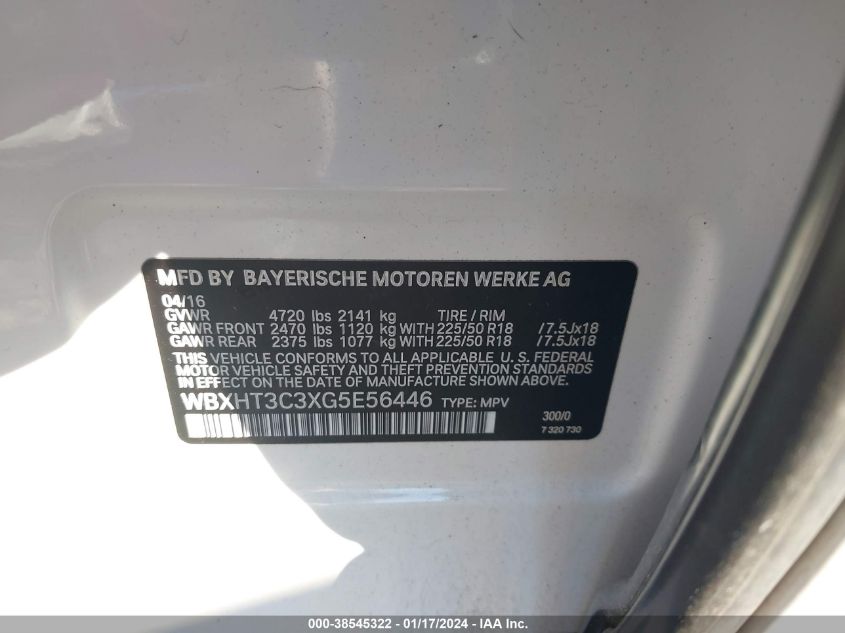 MFD BY BAYERISCHE MOTOREN WERKE AG
04/16
GVWR 4720 lbs 2141 kg TIRE / RIM
GAWR FRONT 2470 lbs 1120 kg WITH 225/50 R18 /7.5Jx18
GAWR REAR 2375 lbs 1077 kg WITH 225/50 R18 /7.5Jx18
THIS VEHICLE CONFORMS TO ALL APPLICABLE U. S. FEDERAL
MOTOR VEHICLE SAFETY AND THEFT PREVENTION STANDARDS
IN EFFECT ON THE DATE OF MANUFACTURE SHOWN ABOVE.
WBXHT3C3XG5E56446 TYPE: MPV
300/0
7 320 730
000-38545322 - 01/17/2024 - IAA Inc.